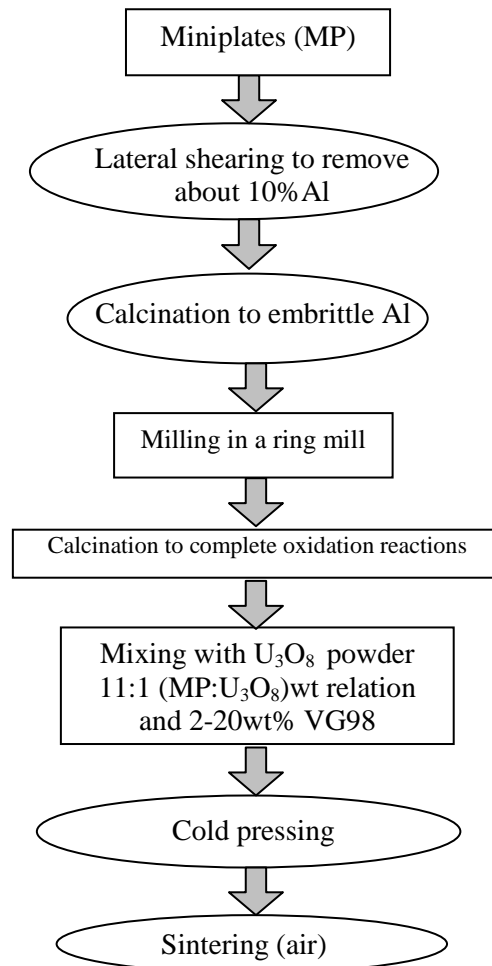 Miniplates (MP)
Lateral shearing to remove
about 10%Al
Calcination to embrittle Al
Milling in a ring mill
Calcination to complete oxidation reactions
Mixing with U₃O₈ powder
11:1 (MP:U₃O₈)wt relation
and 2-20wt% VG98
Cold pressing
Sintering (air)